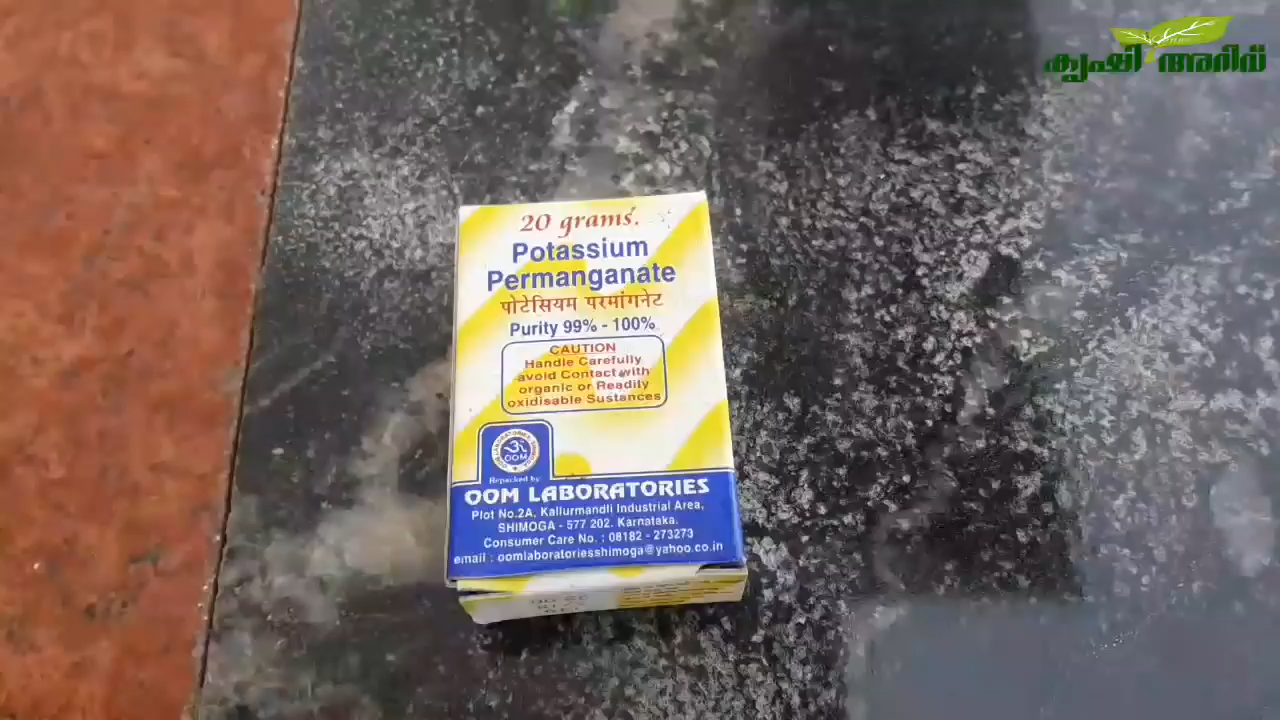 കൃഷി അറിവ്
20 grams.
Potassium
Permanganate
पोटेसियम परमांगनेट
Purity 99% - 100%
CAUTION
Handle Carefully
avoid Contact with
organic or Readily
oxidisable Sustances
OOM
Repacked by:
OOM LABORATORIES
Plot No.2A, Kallurmandli Industrial Area,
SHIMOGA - 577 202. Karnataka.
Consumer Care No. : 08182 - 273273
email : oomlaboratoriesshimoga@yahoo.co.in